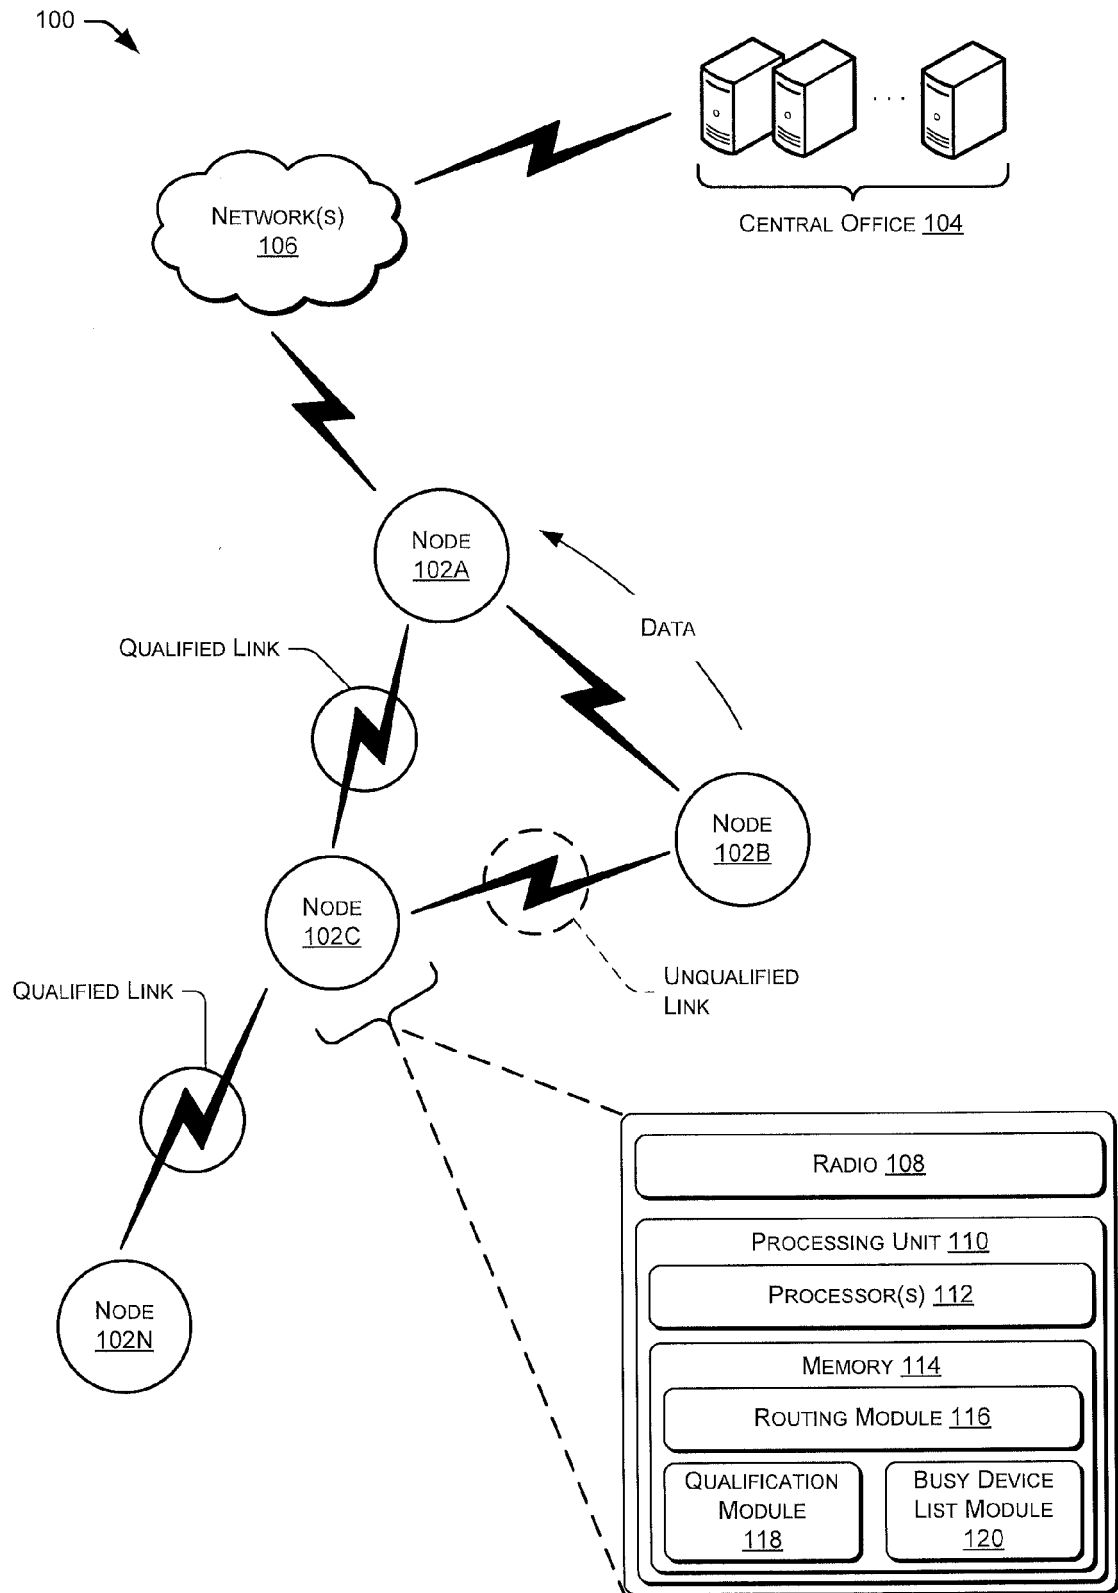 100
NETWORK(S)
106
. . .
CENTRAL OFFICE 104
NODE
102A
DATA
QUALIFIED LINK
NODE
102B
NODE
102C
UNQUALIFIED
LINK
QUALIFIED LINK
NODE
102N
RADIO 108
PROCESSING UNIT 110
PROCESSOR(S) 112
MEMORY 114
ROUTING MODULE 116
QUALIFICATION
MODULE
118
BUSY DEVICE
LIST MODULE
120